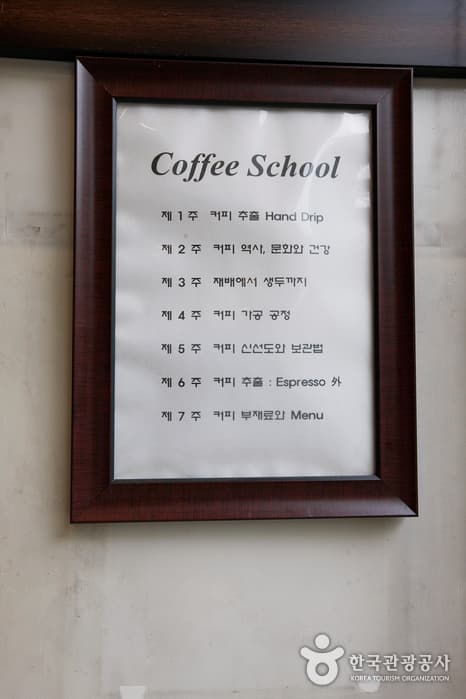 Coffee School
제 1 주 커피 추출 Hand Drip
제 2 주 커피 역사, 문화와 건강
제 3 주 재배에서 생두까지
제 4 주 커피 가공 공정
제 5 주 커피 신선도와 보관법
제 6 주 커피 추출 : Espresso 外
제 7 주 커피 부재료와 Menu
한국관광공사
KOREA TOURISM ORGANIZATION